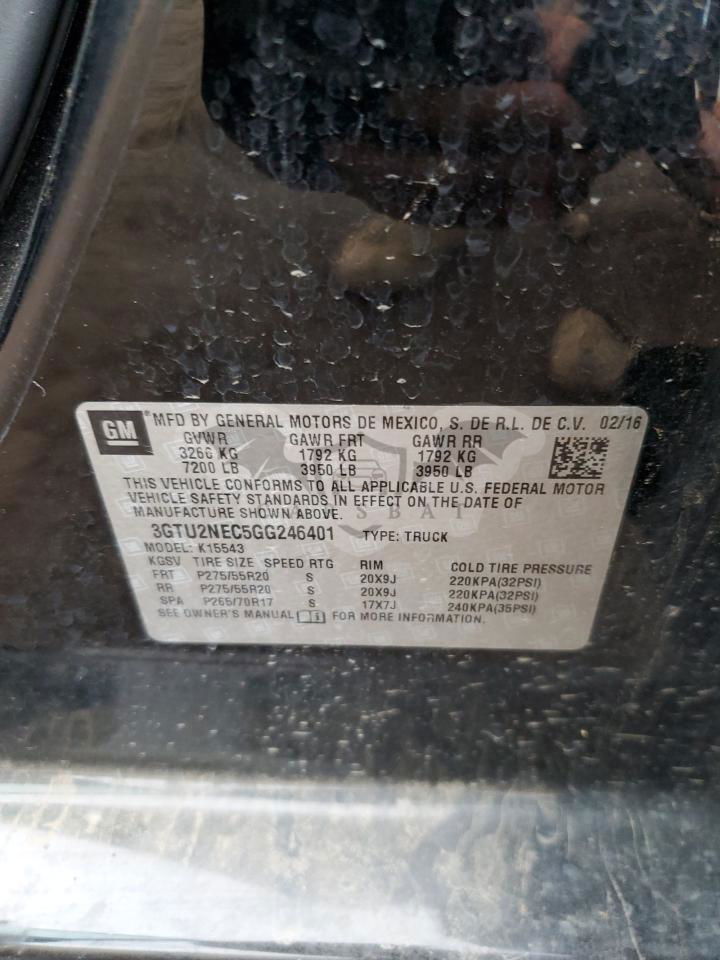 GM ® MFD BY GENERAL MOTORS DE MEXICO, S. DE R.L. DE C.V. 02/16
GVWR GAWR FRT GAWR RR
3266 KG 1792 KG 1792 KG
7200 LB 3950 LB 3950 LB
THIS VEHICLE CONFORMS TO ALL APPLICABLE U.S. FEDERAL MOTOR
VEHICLE SAFETY STANDARDS IN EFFECT ON THE DATE OF
MANUFACTURE SHOWN ABOVE.
SBAI
3GTU2NEC5GG246401 TYPE: TRUCK
MODEL: K15543
KGSV TIRE SIZE SPEED RTG RIM COLD TIRE PRESSURE
FRT P275/55R20 S 20X9J 220KPA(32PSI)
RR P275/55R20 S 20X9J 220KPA(32PSI)
SPA P265/70R17 S 17X7J 240KPA(35PSI)
SEE OWNER'S MANUAL FOR MORE INFORMATION.